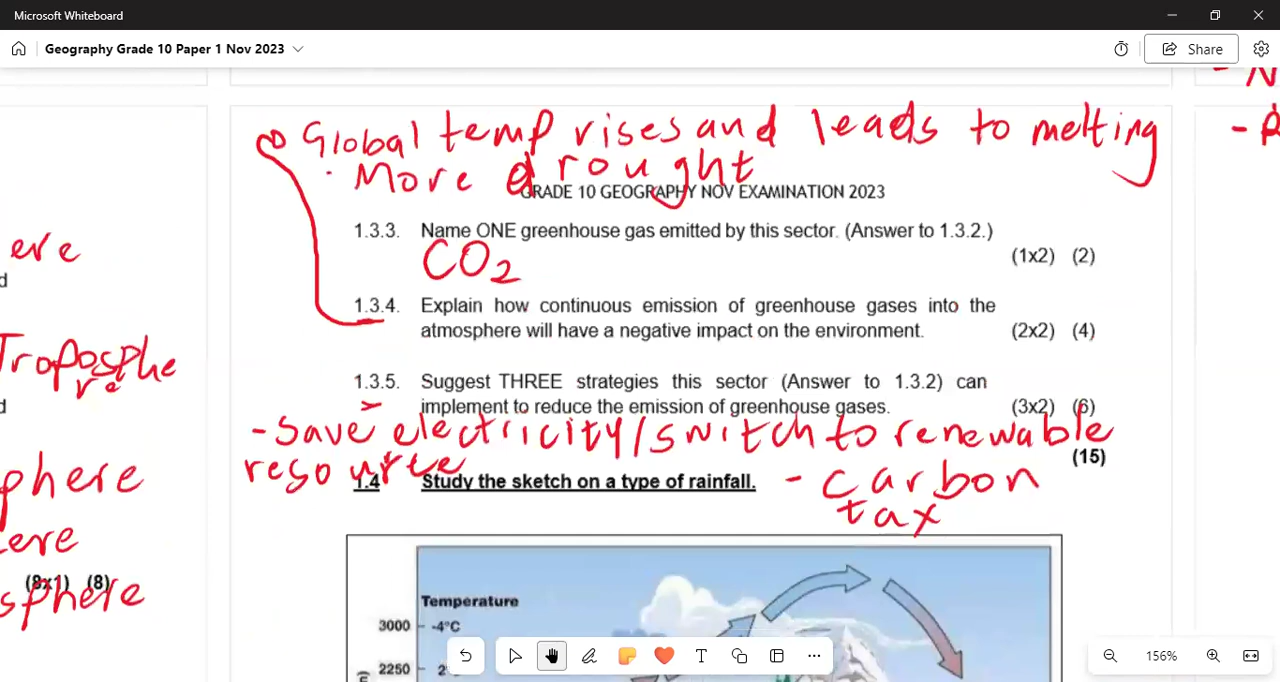 Microsoft Whiteboard
Geography Grade 10 Paper 1 Nov 2023
Share
Global temp rises and leads to melting
· More drought
GRADE 10 GEOGRAPHY NOV EXAMINATION 2023
1.3.3. Name ONE greenhouse gas emitted by this sector. (Answer to 1.3.2.)
(1x2) (2)
CO2
1.3.4. Explain how continuous emission of greenhouse gases into the
atmosphere will have a negative impact on the environment. (2x2) (4)
1.3.5. Suggest THREE strategies this sector (Answer to 1.3.2) can
implement to reduce the emission of greenhouse gases. (3x2) (6)
- Save electricity/switch to renewable
resource
(15)
1.4 Study the sketch on a type of rainfall.
- carbon
tax
Temperature
3000 -4°C
2250
ere
Troposphe
re
phere
ere
(8x1) (8)
sphere
156%